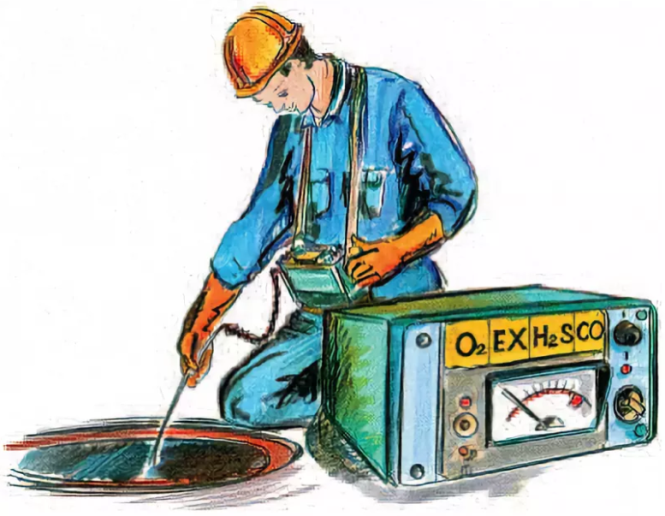 O₂ EX H₂S CO